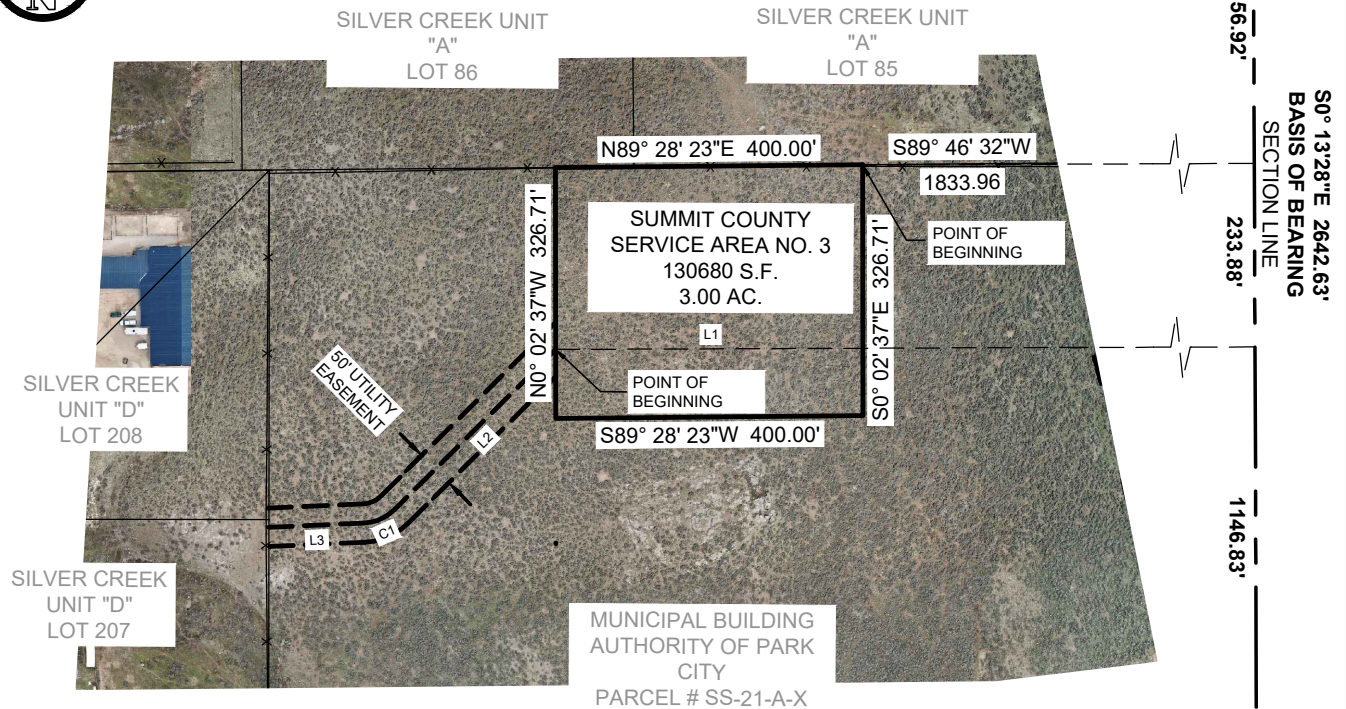 N
SILVER CREEK UNIT
"A"
LOT 86
SILVER CREEK UNIT
"A"
LOT 85
56.92'
S0° 13'28"E 2642.63'
BASIS OF BEARING
SECTION LINE
233.88'
1146.83'
N89° 28' 23"E 400.00'
S89° 46' 32"W
1833.96
POINT OF
BEGINNING
N0° 02' 37"W 326.71'
SUMMIT COUNTY
SERVICE AREA NO. 3
130680 S.F.
3.00 AC.
S0° 02' 37"E 326.71'
L1
POINT OF
BEGINNING
S89° 28' 23"W 400.00'
50' UTILITY
EASEMENT
L2
C1
L3
SILVER CREEK
UNIT "D"
LOT 208
SILVER CREEK
UNIT "D"
LOT 207
MUNICIPAL BUILDING
AUTHORITY OF PARK
CITY
PARCEL # SS-21-A-X